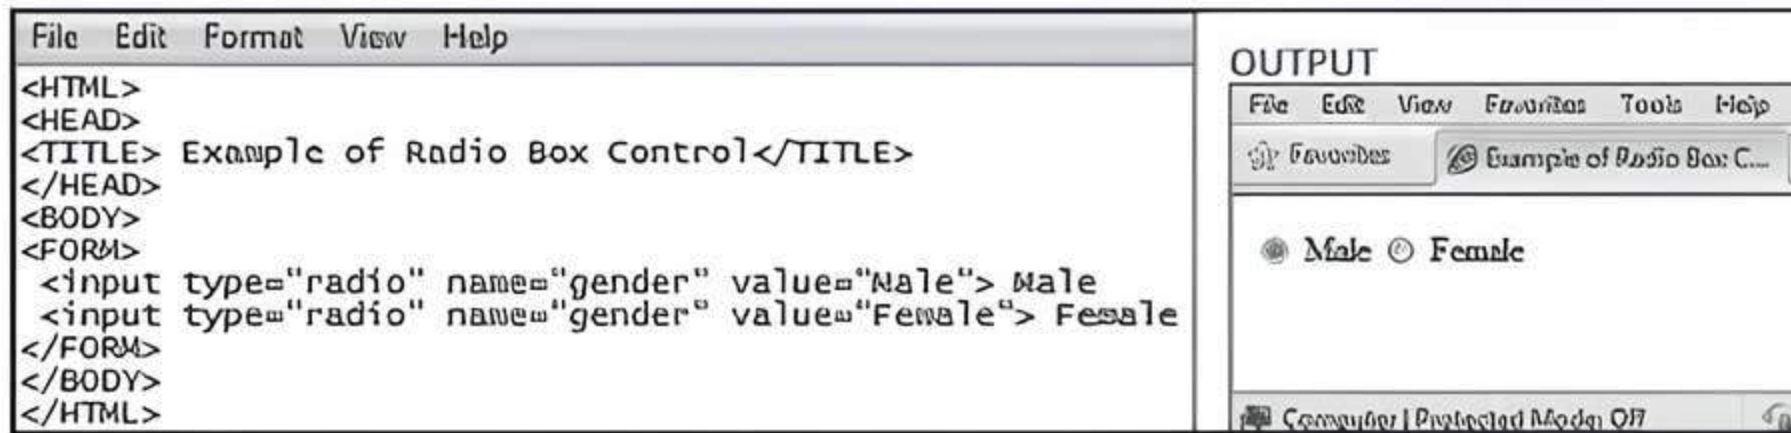 File Edit Format View Help
<HTML>
<HEAD>
<TITLE> Example of Radio Box Control</TITLE>
</HEAD>
<BODY>
<FORM>
<input type="radio" name="gender" value="Male"> Male
<input type="radio" name="gender" value="Female"> Female
</FORM>
</BODY>
</HTML>
OUTPUT
File Edit View Favorites Tools Help
Favorites Example of Radio Box C...
Male Female
Computer | Protected Mode: Off